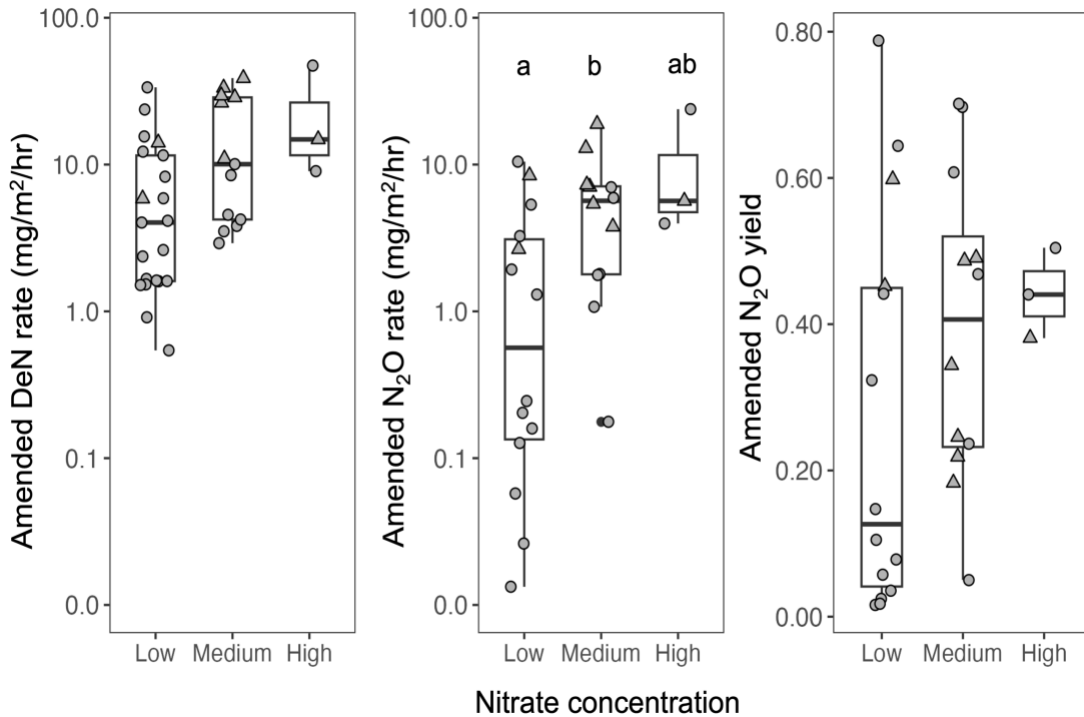 Amended DeN rate (mg/m²/hr)
100.0
10.0
1.0
0.1
0.0
Low Medium High
Amended N₂O rate (mg/m²/hr)
100.0
10.0
1.0
0.1
0.0
a b ab
Low Medium High
Amended N₂O yield
0.80
0.60
0.40
0.20
0.00
Low Medium High
Nitrate concentration